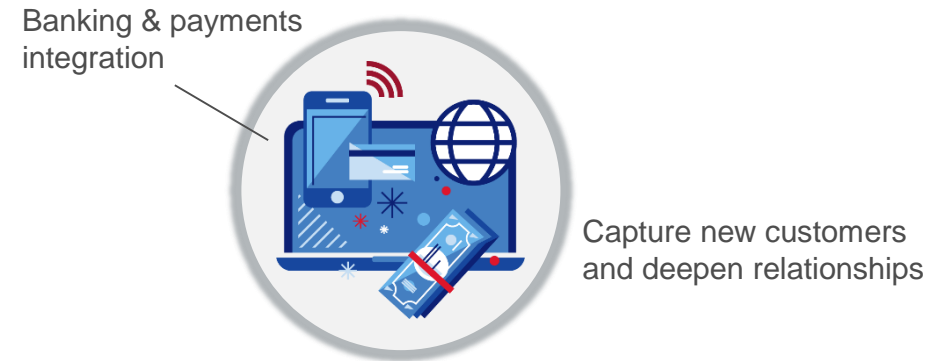 Banking & payments
integration
Capture new customers
and deepen relationships